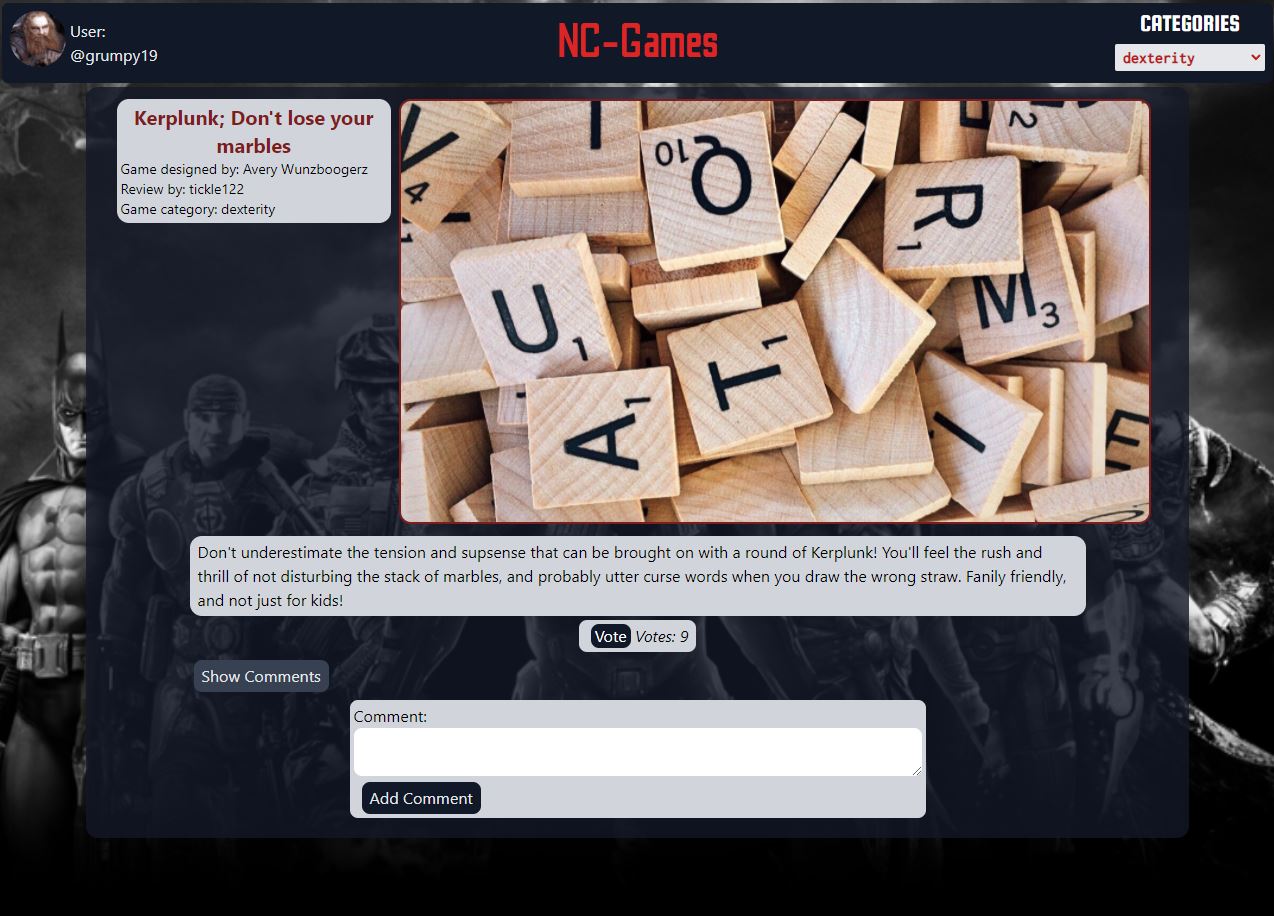 User:
@grumpy19
NC-Games
CATEGORIES
dexterity
Kerplunk; Don't lose your
marbles
Game designed by: Avery Wunzboogerz
Review by: tickle122
Game category: dexterity
V
4
I
Q
10
R
1
2
U
1
M
3
T
1
A
1
I
E
Don't underestimate the tension and supsense that can be brought on with a round of Kerplunk! You'll feel the rush and
thrill of not disturbing the stack of marbles, and probably utter curse words when you draw the wrong straw. Fanily friendly,
and not just for kids!
Vote Votes: 9
Show Comments
Comment:
Add Comment